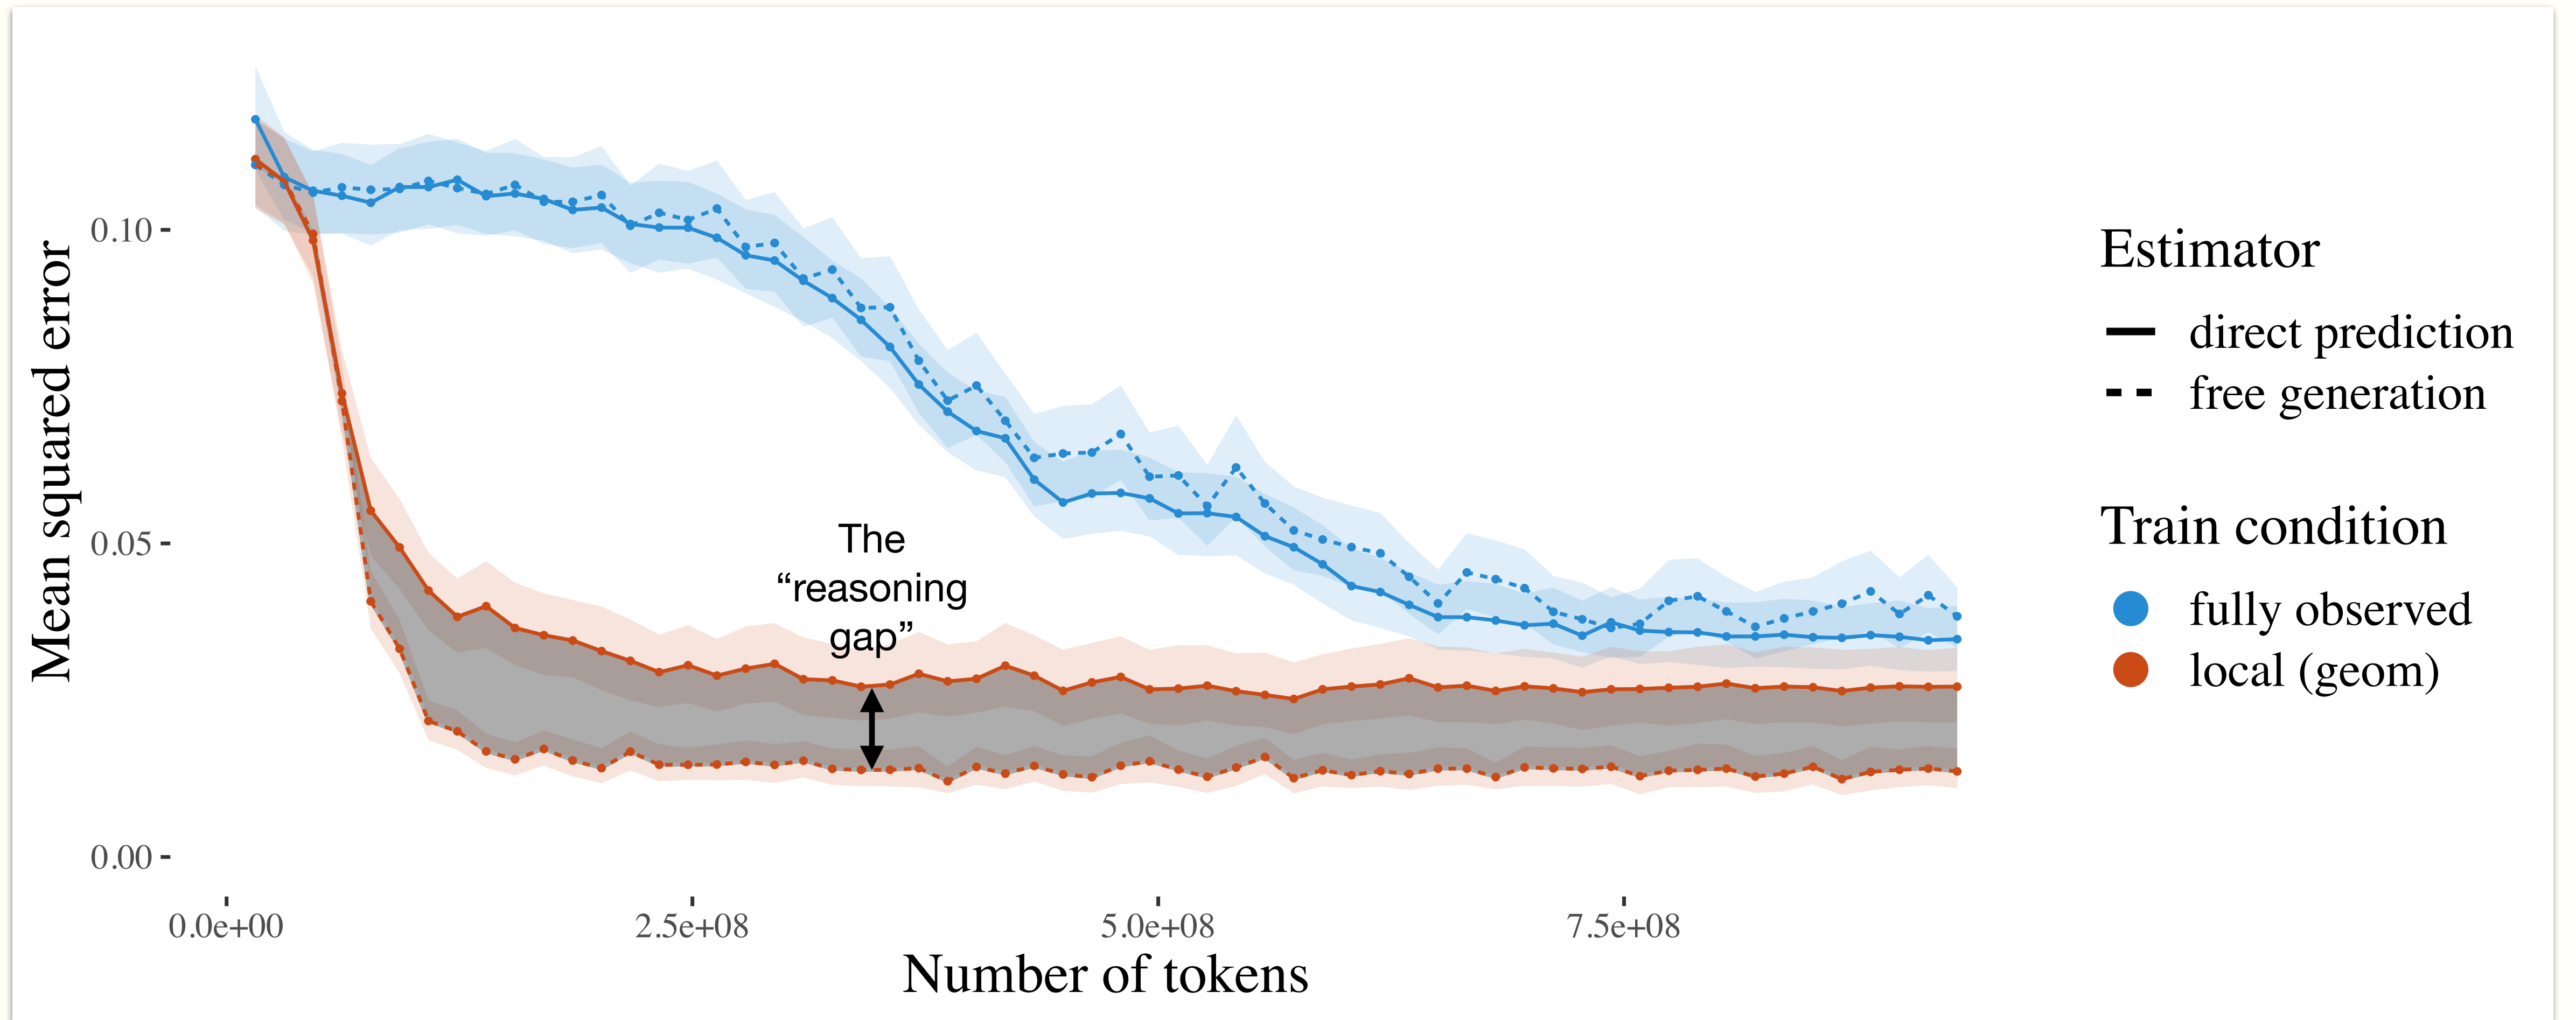 Mean squared error
0.10
0.05
0.00
The
“reasoning
gap”
0.0e+00
2.5e+08
5.0e+08
7.5e+08
Number of tokens
Estimator
direct prediction
free generation
Train condition
fully observed
local (geom)